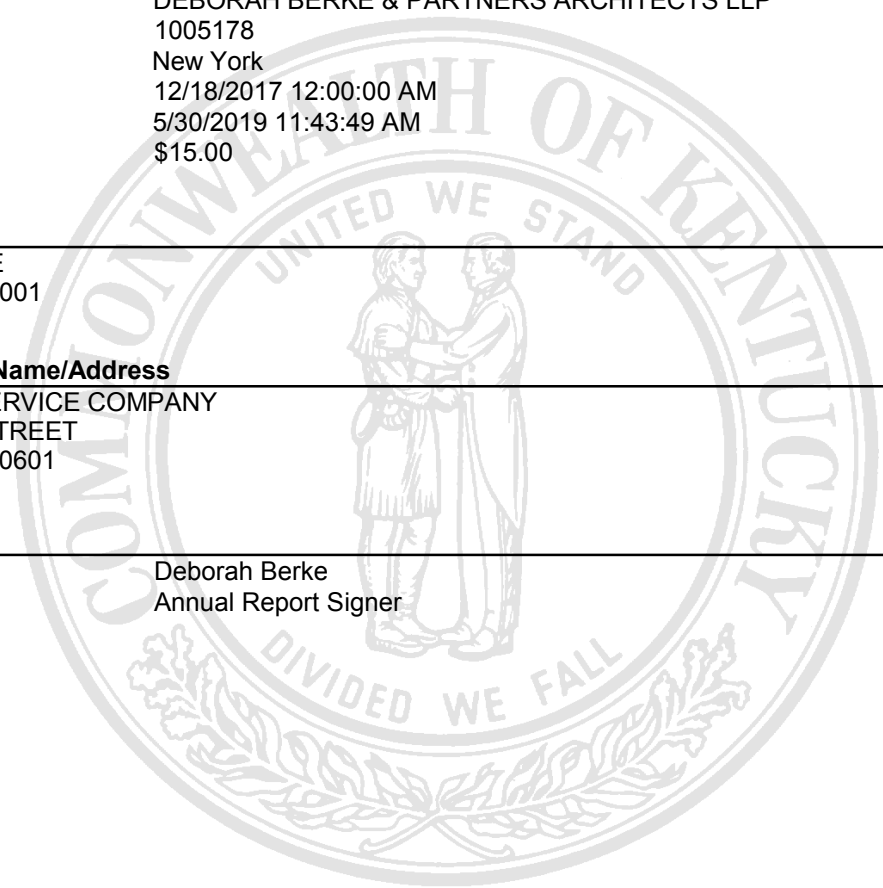 DEBORAH BERKE & PARTNERS ARCHITECTS LLP
1005178
New York
12/18/2017 12:00:00 AM
5/30/2019 11:43:49 AM
$15.00
E
001
Name/Address
ERVICE COMPANY
TREET
0601
Deborah Berke
Annual Report Signer
COMMONWEALTH OF KENTUCKY
UNITED WE STAND
DIVIDED WE FALL